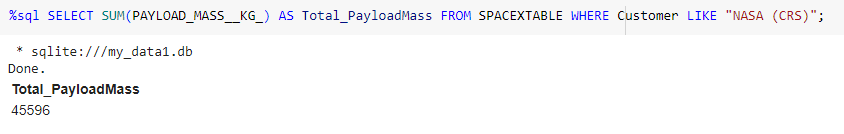 %sql SELECT SUM(PAYLOAD_MASS__KG_) AS Total_PayloadMass FROM SPACEXTABLE WHERE Customer LIKE "NASA (CRS)";
* sqlite:///my_data1.db
Done.
Total_PayloadMass
45596